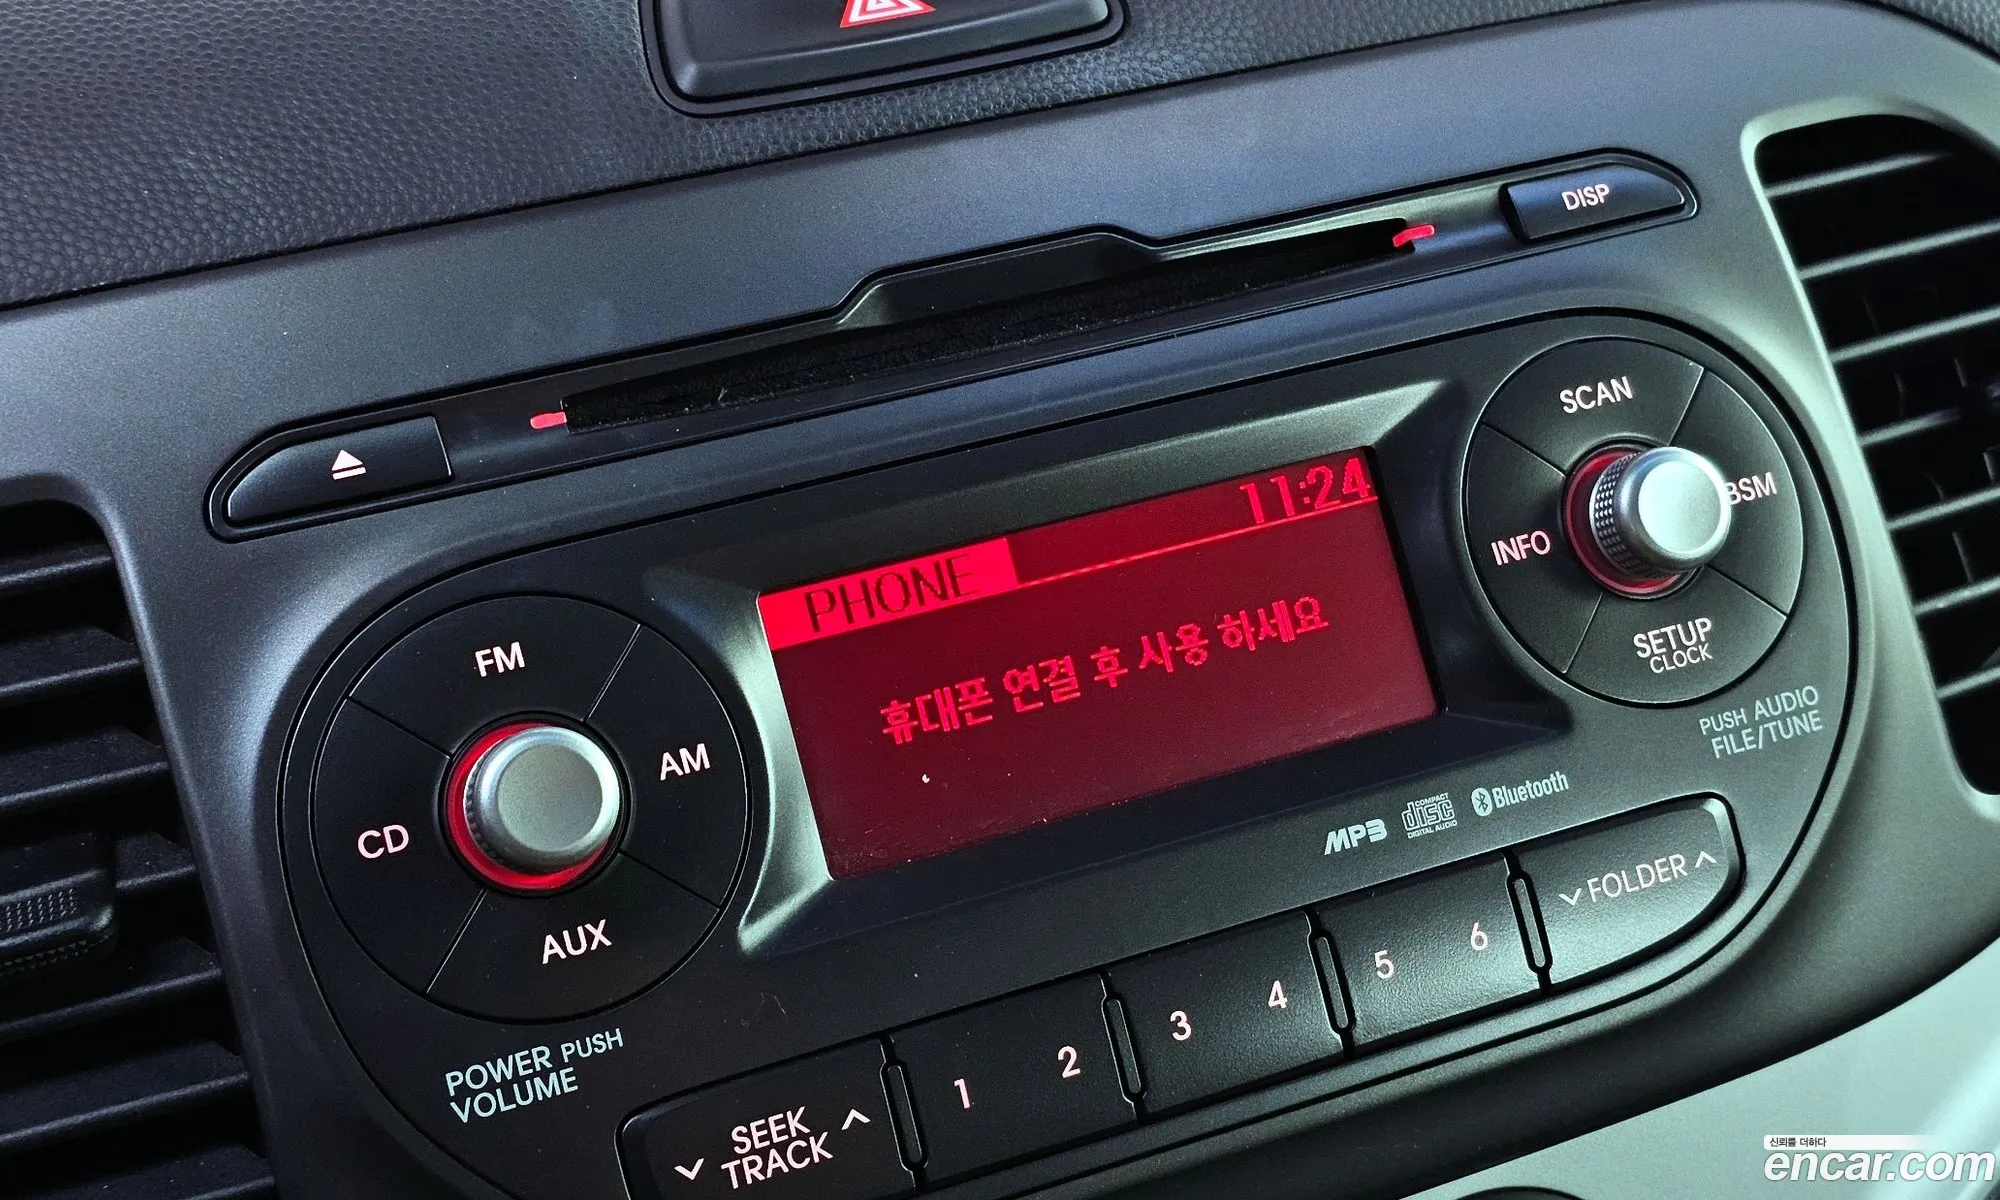 DISP
SCAN
BSM
INFO
SETUP
CLOCK
PUSH AUDIO
FILE/TUNE
11:24
PHONE
휴대폰 연결 후 사용 하세요
FM
AM
CD
AUX
POWER PUSH
VOLUME
MP3
COMPACT
disc
DIGITAL AUDIO
Bluetooth
SEEK
TRACK
1 2
3 4
5 6
FOLDER
신뢰를 더하다
encar.com